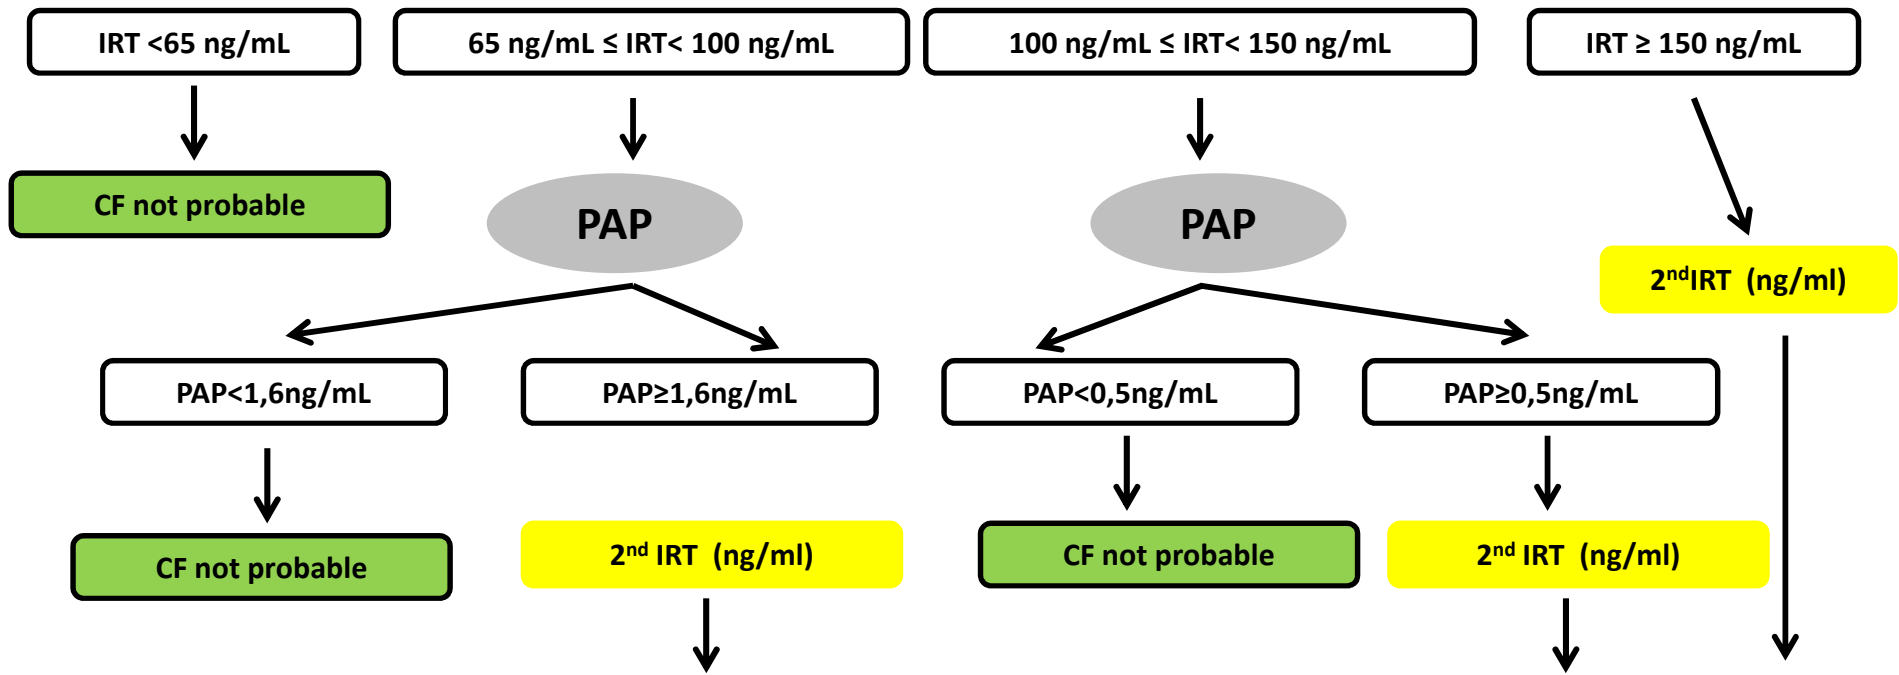 IRT <65 ng/mL
65 ng/mL ≤ IRT< 100 ng/mL
100 ng/mL ≤ IRT< 150 ng/mL
IRT ≥ 150 ng/mL
CF not probable
PAP
PAP
2ndIRT (ng/ml)
PAP<1,6ng/mL
PAP≥1,6ng/mL
PAP<0,5ng/mL
PAP≥0,5ng/mL
CF not probable
2nd IRT (ng/ml)
CF not probable
2nd IRT (ng/ml)